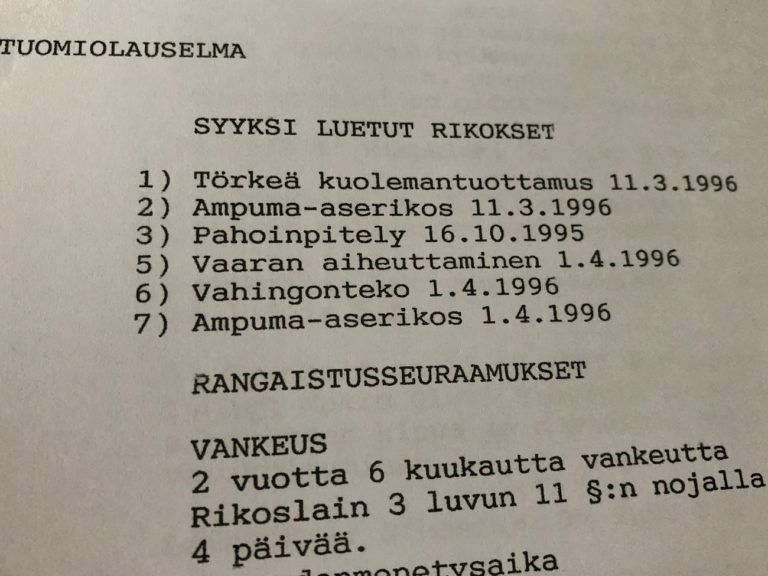 TUOMIOLAUSELMA
SYYKSI LUETUT RIKOKSET
1) Törkeä kuolemantuottamus 11.3.1996
2) Ampuma-aserikos 11.3.1996
3) Pahoinpitely 16.10.1995
5) Vaaran aiheuttaminen 1.4.1996
6) Vahingonteko 1.4.1996
7) Ampuma-aserikos 1.4.1996
RANGAISTUSSEURAAMUKSET
VANKEUS
2 vuotta 6 kuukautta vankeutta
Rikoslain 3 luvun 11 §:n nojalla
4 päivää.